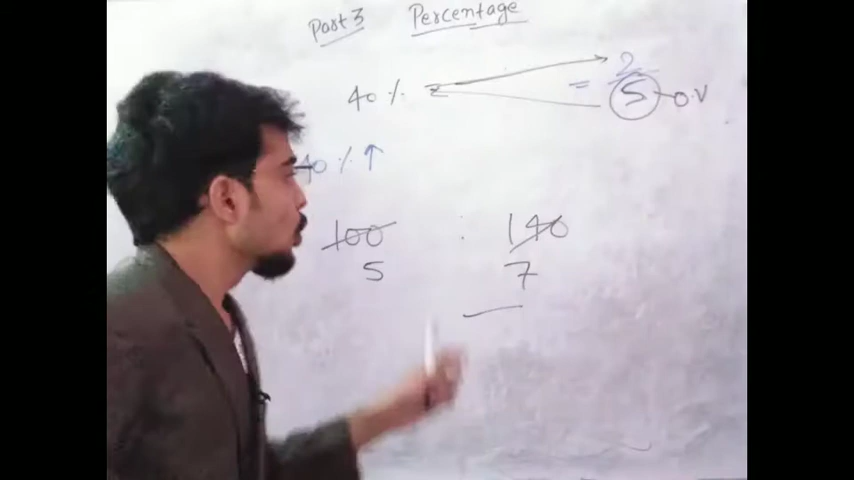 Part 3 Percentage
40 % = 2
5 O.V
40 % ↑
100 : 140
5 7